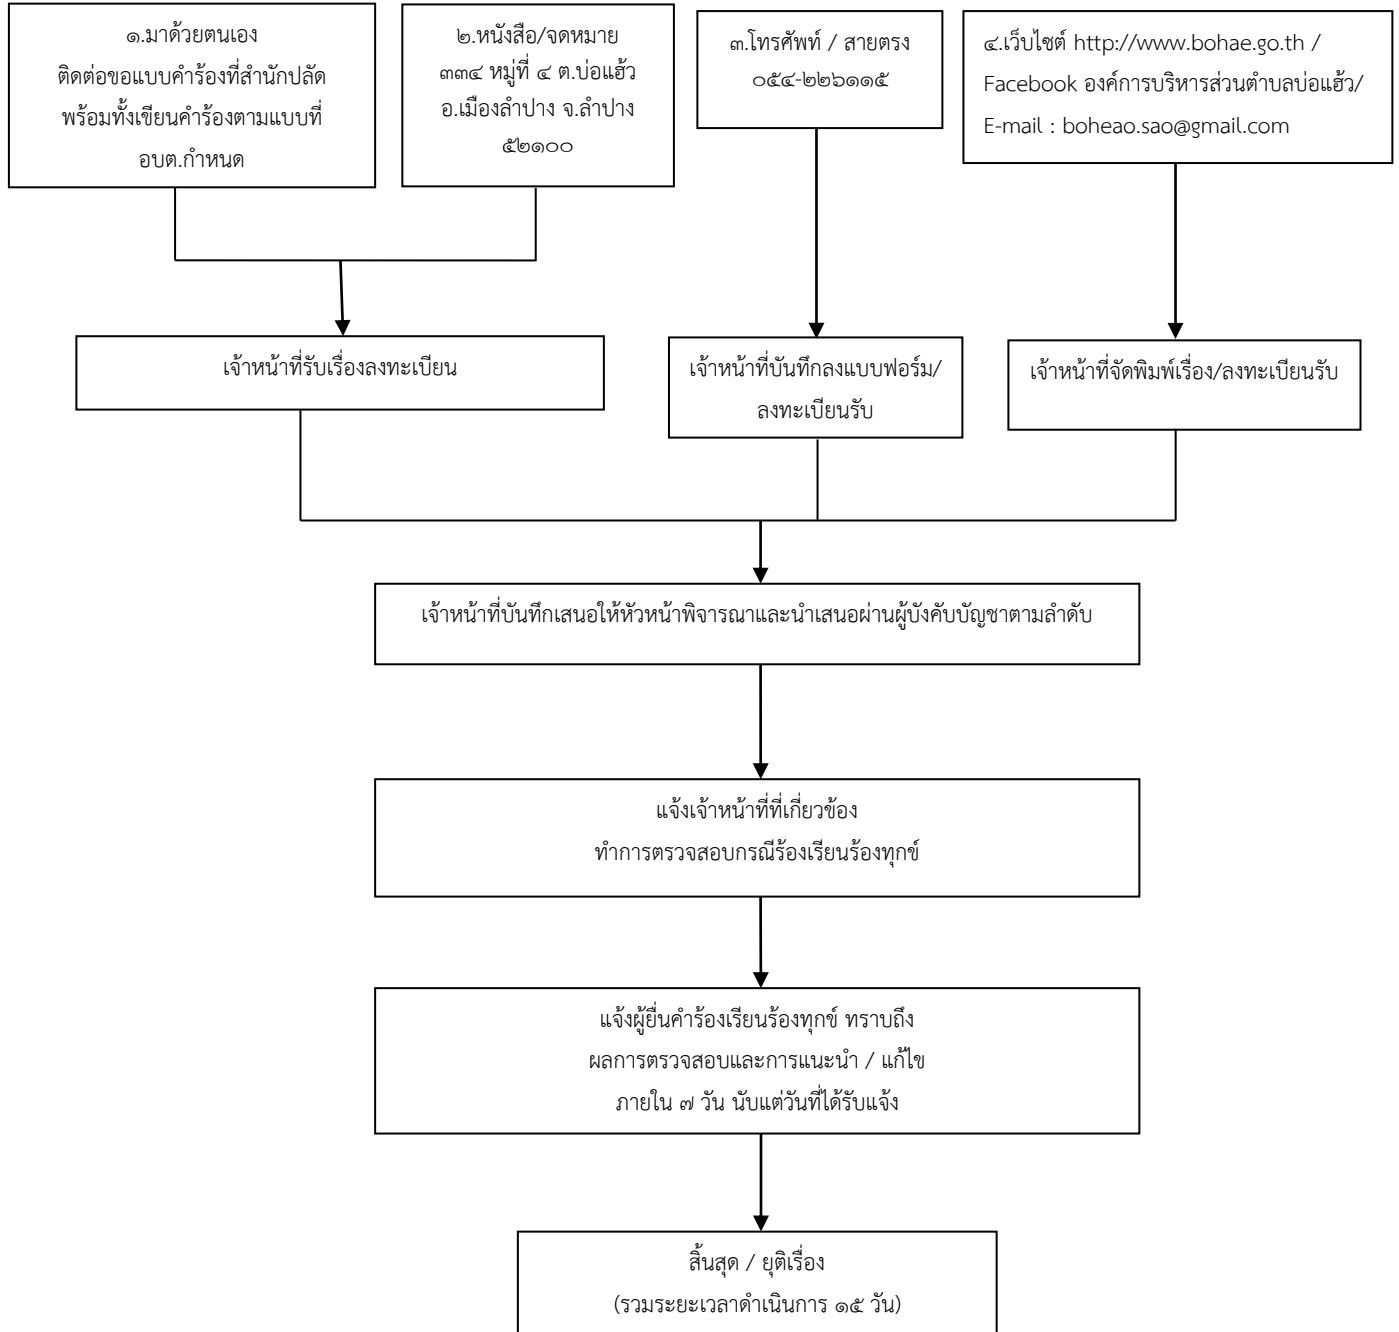 ๑.มาด้วยตนเอง
ติดต่อขอแบบคำร้องที่สำนักปลัด
พร้อมทั้งเขียนคำร้องตามแบบที่
อบต.กำหนด
๒.หนังสือ/จดหมาย
๓๓๔ หมู่ที่ ๔ ต.บ่อแฮ้ว
อ.เมืองลำปาง จ.ลำปาง
๕๒๑๐๐
๓.โทรศัพท์ / สายตรง
๐๕๔-๒๒๖๑๑๕
๔.เว็บไซต์ http://www.bohae.go.th /
Facebook องค์การบริหารส่วนตำบลบ่อแฮ้ว/
E-mail : boheao.sao@gmail.com
เจ้าหน้าที่รับเรื่องลงทะเบียน
เจ้าหน้าที่บันทึกลงแบบฟอร์ม/
ลงทะเบียนรับ
เจ้าหน้าที่จัดพิมพ์เรื่อง/ลงทะเบียนรับ
เจ้าหน้าที่บันทึกเสนอให้หัวหน้าพิจารณาและนำเสนอผ่านผู้บังคับบัญชาตามลำดับ
แจ้งเจ้าหน้าที่ที่เกี่ยวข้อง
ทำการตรวจสอบกรณีร้องเรียนร้องทุกข์
แจ้งผู้ยื่นคำร้องเรียนร้องทุกข์ ทราบถึง
ผลการตรวจสอบและการแนะนำ / แก้ไข
ภายใน ๗ วัน นับแต่วันที่ได้รับแจ้ง
สิ้นสุด / ยุติเรื่อง
(รวมระยะเวลาดำเนินการ ๑๕ วัน)